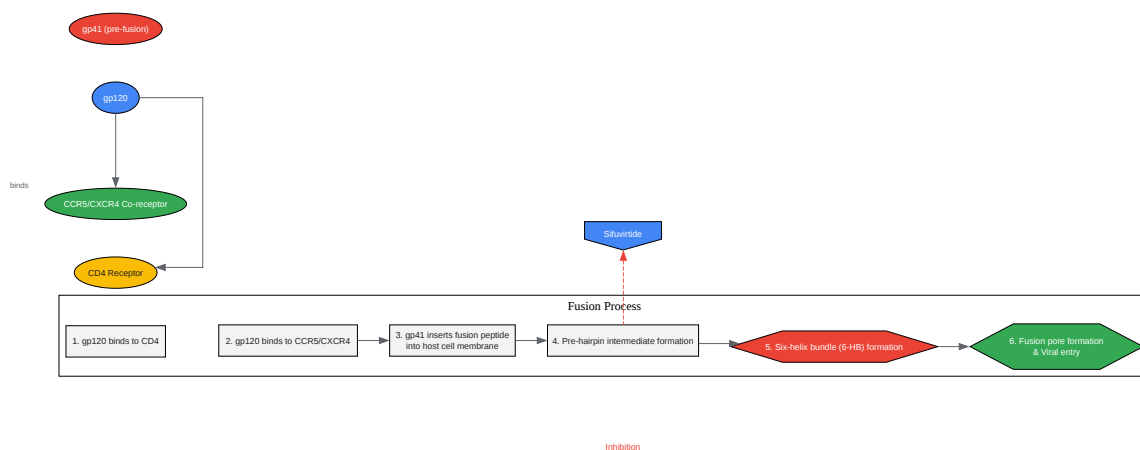 gp41 (pre-fusion)
gp120
binds
CCR5/CXCR4 Co-receptor
Sifuvirtide
CD4 Receptor
Fusion Process
1. gp120 binds to CD4
2. gp120 binds to CCR5/CXCR4
3. gp41 inserts fusion peptide
into host cell membrane
4. Pre-hairpin intermediate formation
5. Six-helix bundle (6-HB) formation
6. Fusion pore formation
& Viral entry
Inhibition